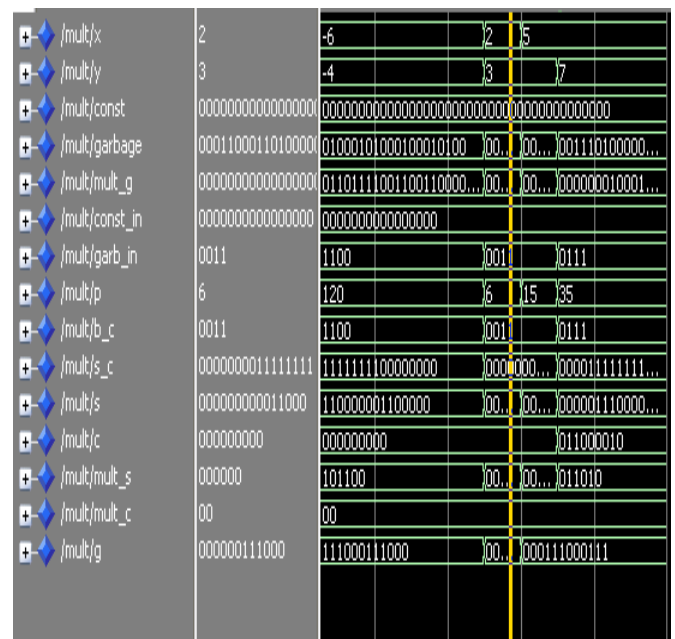 /mult/x 2 -6 2 5
/mult/y 3 -4 3 7
/mult/const 0000000000000000( 0000000000000000000000000000000000000000
/mult/garbage 0001100011010000( 01000101000100010100 00... 00... 001110100000...
/mult/mult_g 0000000000000000( 01101111001100110000... 00... 00... 000000010001...
/mult/const_in 0000000000000000 0000000000000000
/mult/garb_in 0011 1100 0011 0111
/mult/p 6 120 6 15 35
/mult/b_c 0011 1100 0011 0111
/mult/s_c 0000000011111111 1111111100000000 0000000... 000011111111...
/mult/s 000000000011000 110000001100000 00... 00... 000001110000...
/mult/c 000000000 000000000 011000010
/mult/mult_s 000000 101100 00... 00... 011010
/mult/mult_c 00 00
/mult/g 000000111000 111000111000 00... 000111000111